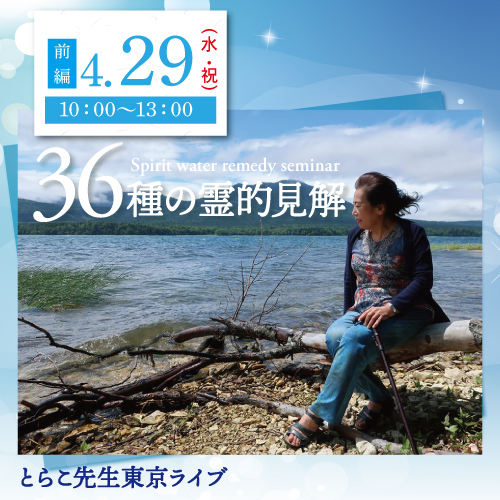 前編
4.29
(水・祝)
10：00～13：00
Spirit water remedy seminar
36種の霊的見解
とらこ先生東京ライブ